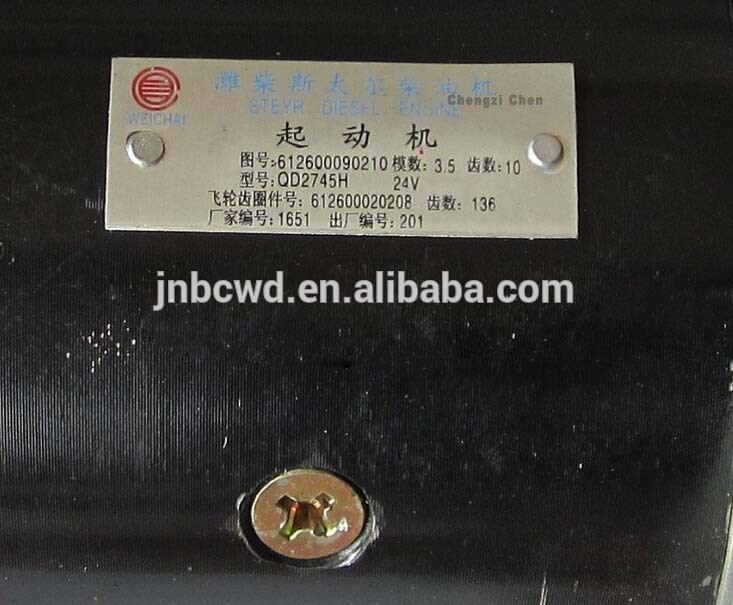 潍柴斯太尔柴油机
WEICHAI
STEYR DIESEL ENGINE
Chengzi Chen
起动机
图号:612600090210 模数: 3.5 齿数:10
型号:QD2745H 24V
飞轮齿圈件号: 612600020208 齿数: 136
厂家编号:1651 出厂编号:201
jnbcwd.en.alibaba.com